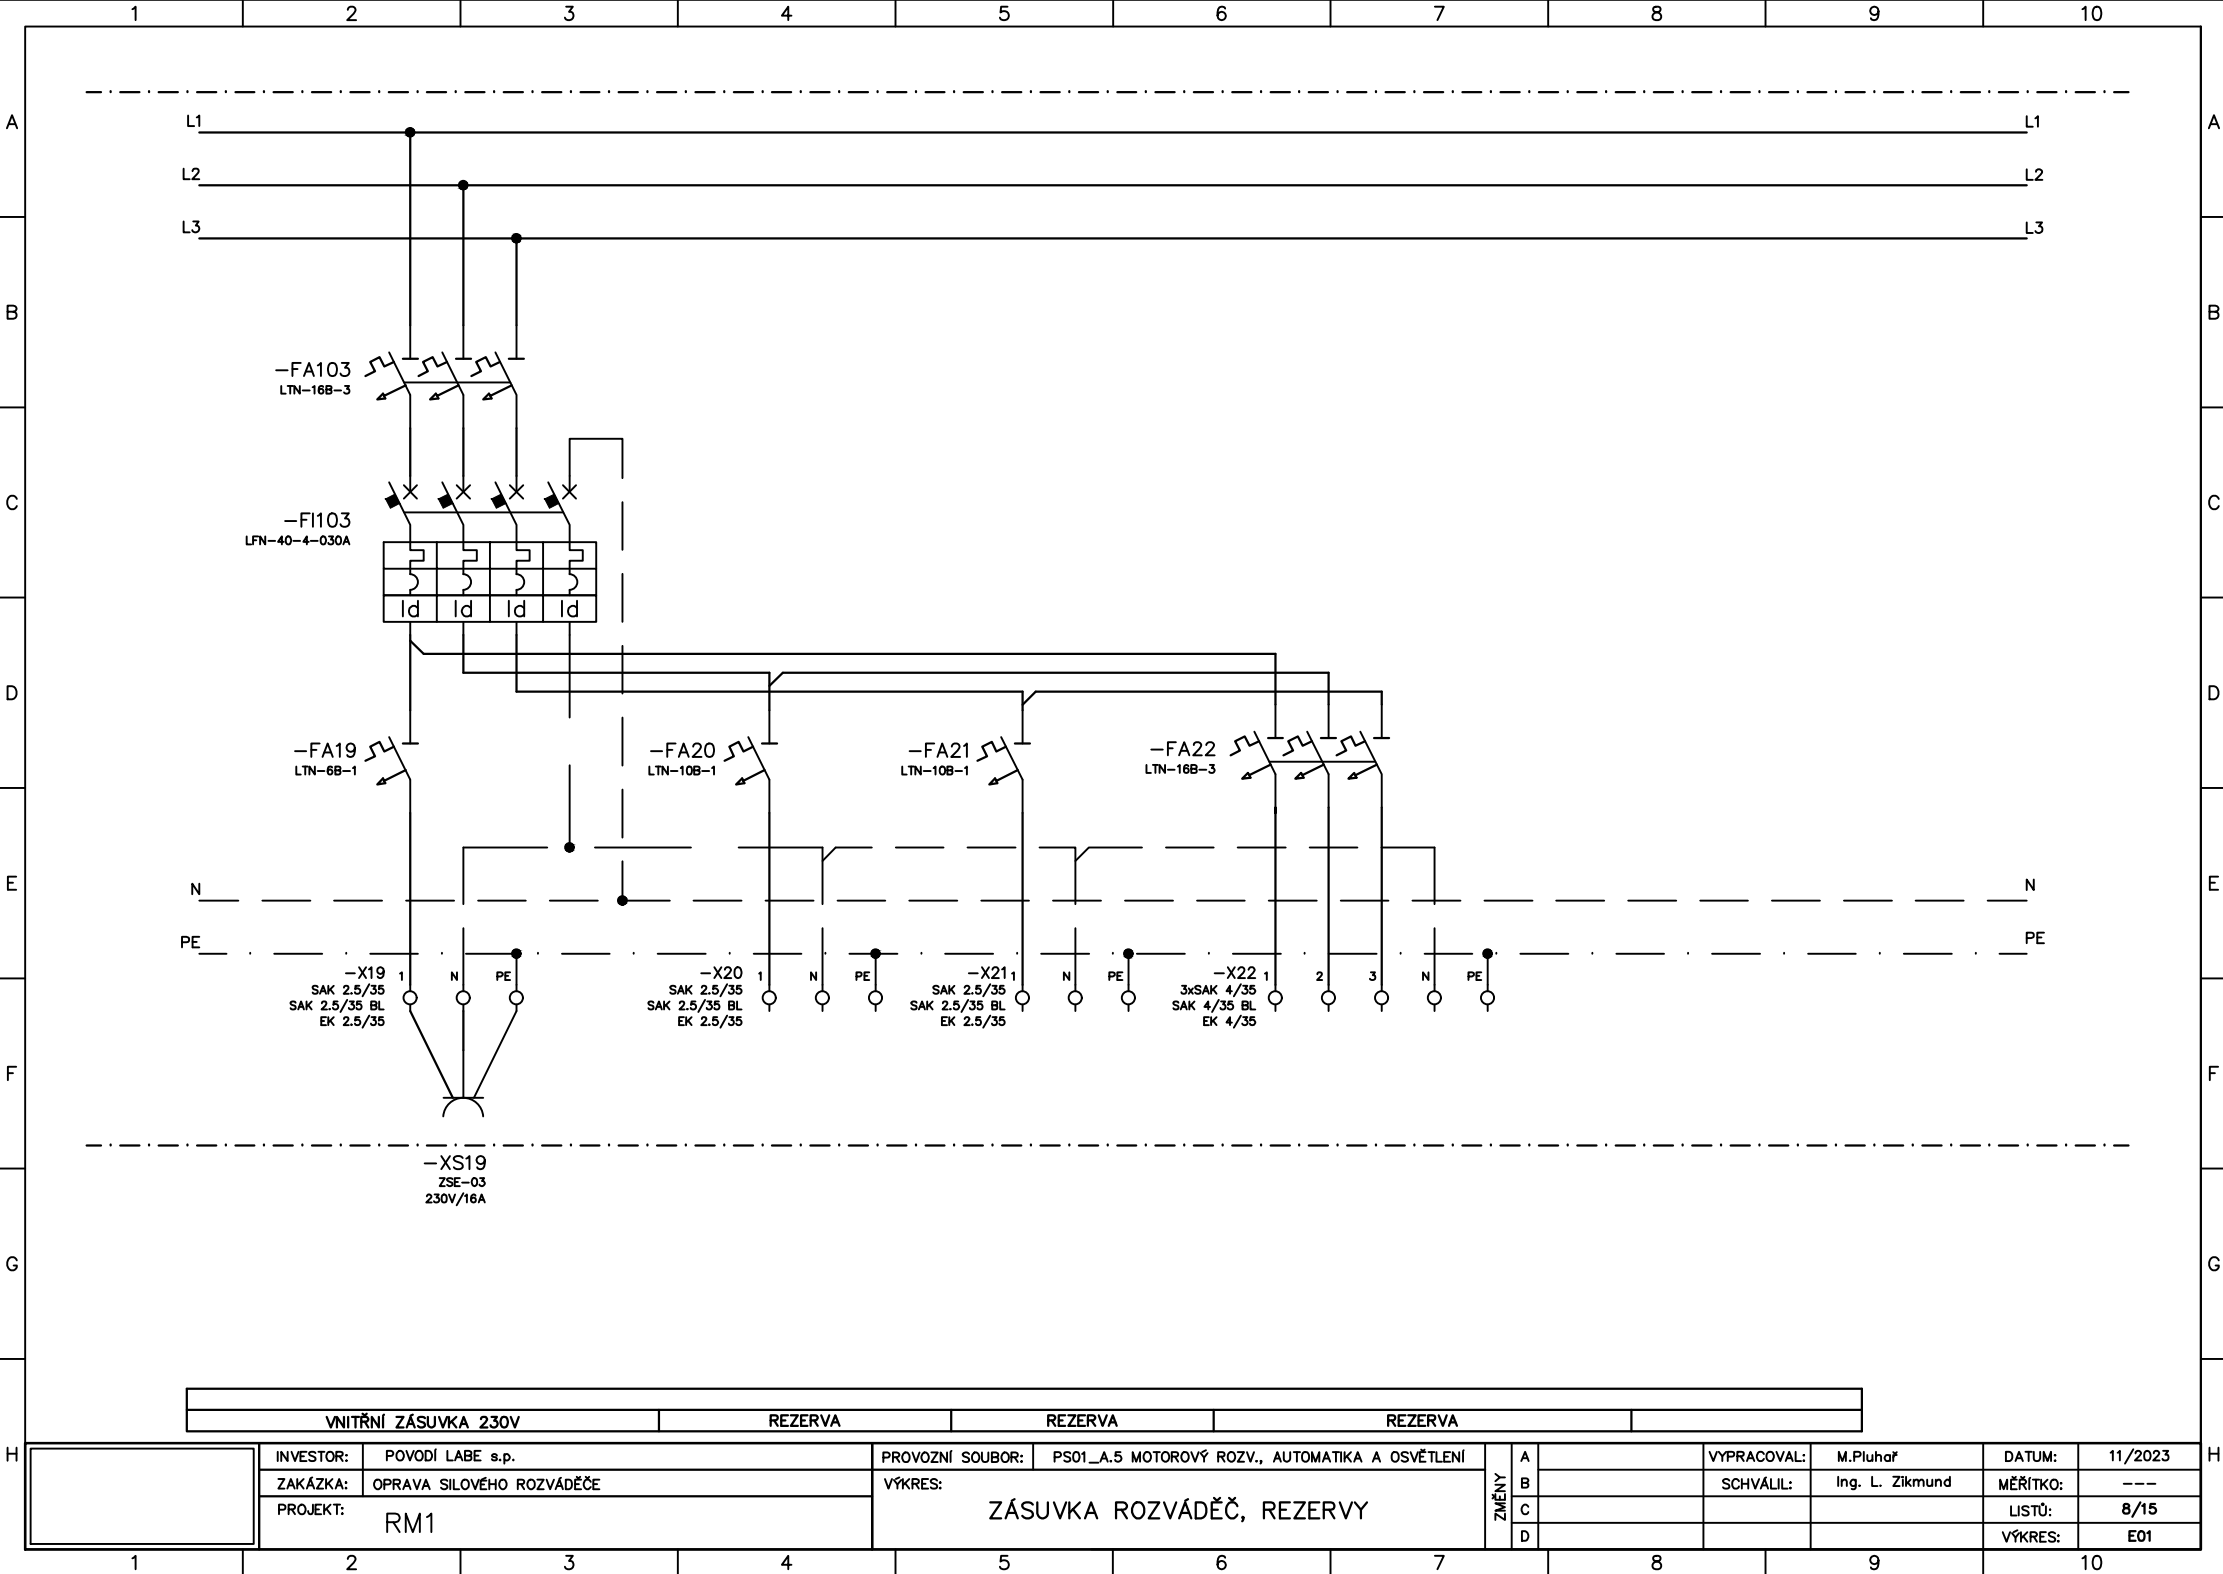 1 2 3 4 5 6 7 8 9 10
A A
L1 L1
L2 L2
L3 L3
B B
-FA103
LTN-16B-3
C C
-FI103
LFN-40-4-030A
Id Id Id Id
D D
-FA19 -FA20 -FA21 -FA22
LTN-6B-1 LTN-10B-1 LTN-10B-1 LTN-16B-3
E E
N N
PE PE
-X19 1 N PE -X20 1 N PE -X21 1 N PE -X22 1 2 3 N PE
SAK 2.5/35 SAK 2.5/35 SAK 2.5/35 3xSAK 4/35
SAK 2.5/35 BL SAK 2.5/35 BL SAK 2.5/35 BL SAK 4/35 BL
EK 2.5/35 EK 2.5/35 EK 2.5/35 EK 4/35
F F
-XS19
ZSE-03
230V/16A
G G
VNITŘNÍ ZÁSUVKA 230V REZERVA REZERVA REZERVA
H H
INVESTOR: POVODÍ LABE s.p.
ZAKÁZKA: OPRAVA SILOVÉHO ROZVÁDĚČE
PROJEKT: RM1
PROVOZNÍ SOUBOR: PS01_A.5 MOTOROVÝ ROZV., AUTOMATIKA A OSVĚTLENÍ
VÝKRES:
ZÁSUVKA ROZVÁDĚČ, REZERVY
ZMĚNY
A
B
C
D
VYPRACOVAL: M.Pluhař
SCHVÁLIL: Ing. L. Zikmund
DATUM: 11/2023
MĚŘÍTKO: ---
LISTŮ: 8/15
VÝKRES: E01
1 2 3 4 5 6 7 8 9 10